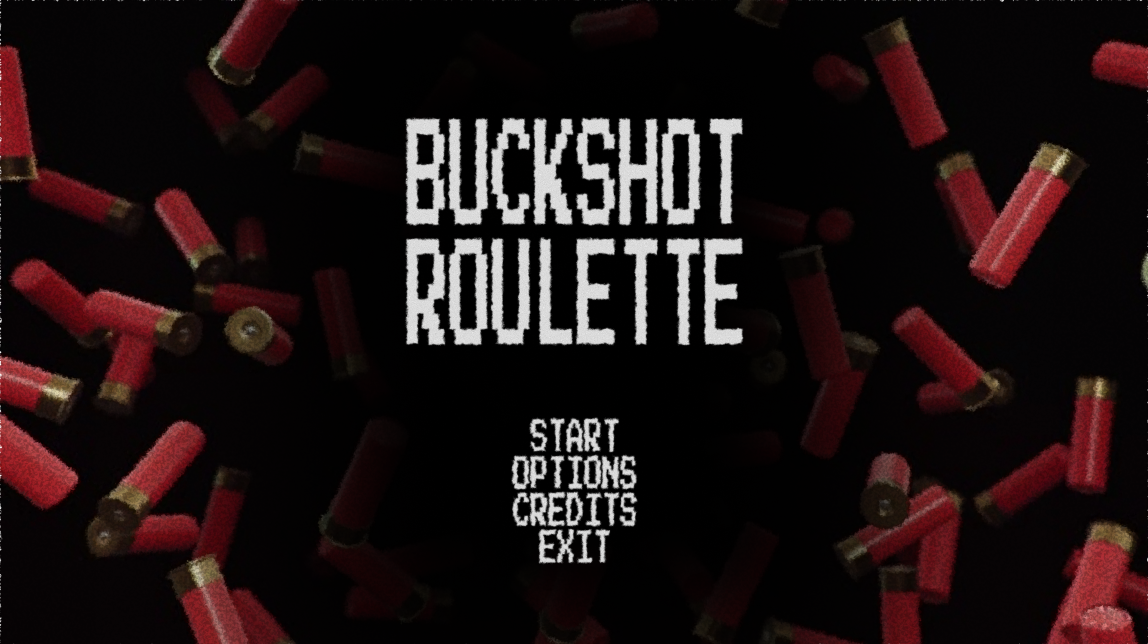 BUCKSHOT
ROULETTE
START
OPTIONS
CREDITS
EXIT